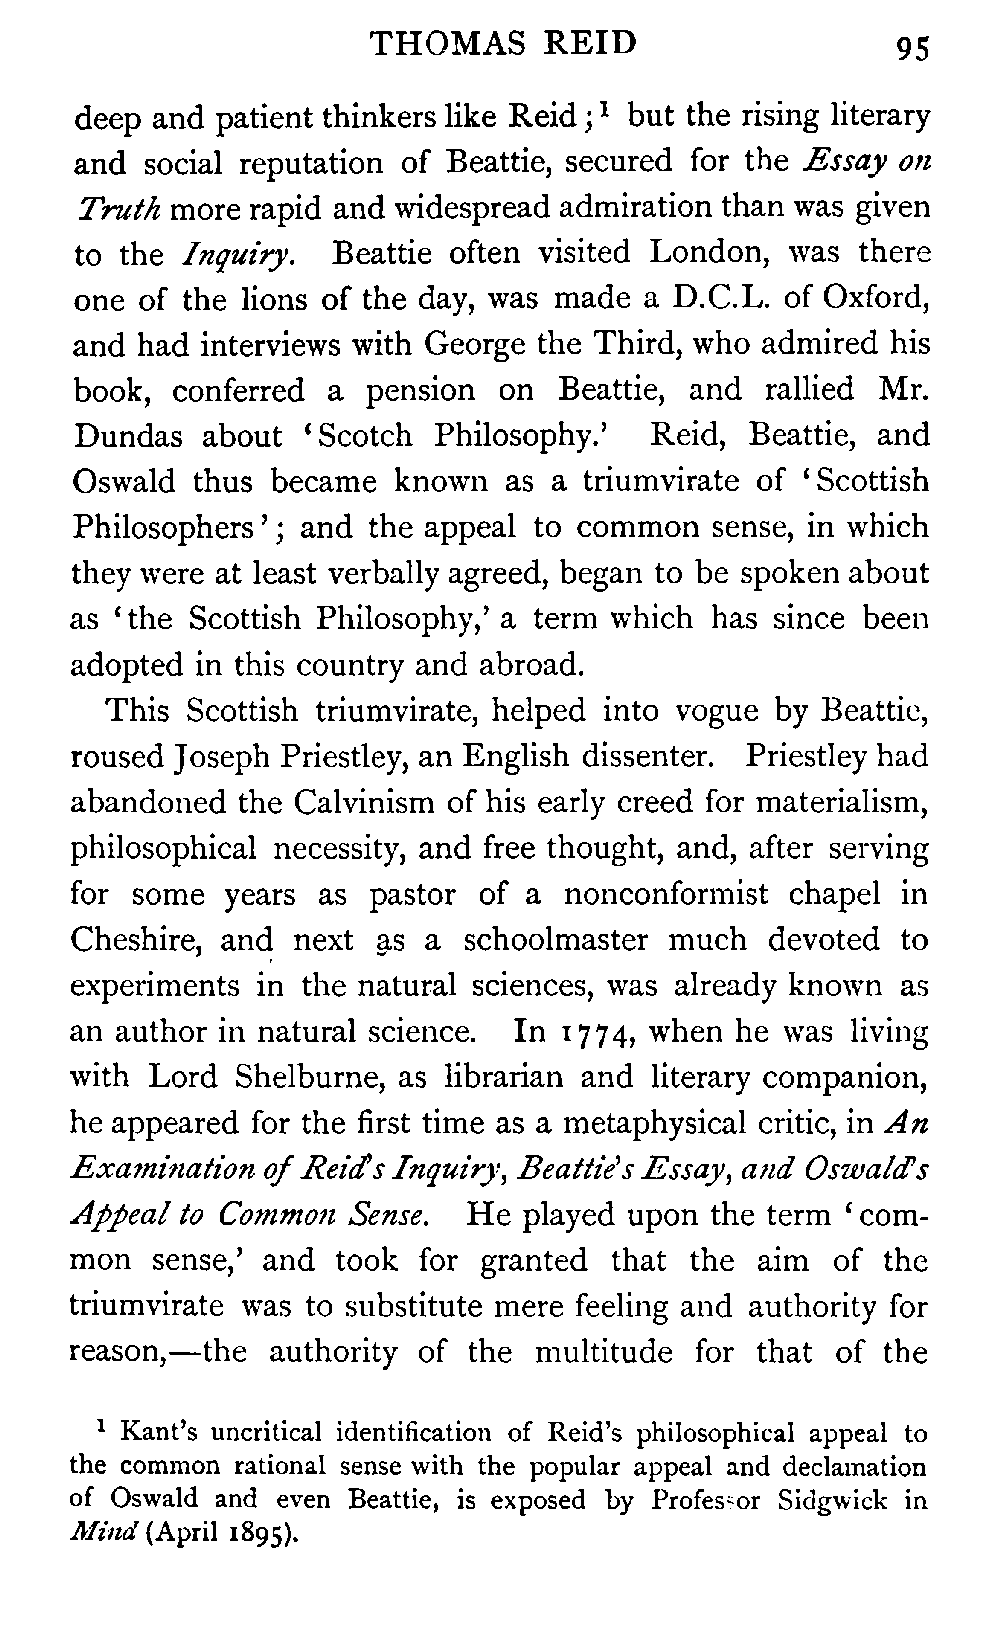 THOMAS REID 95
deep and patient thinkers like Reid;¹ but the rising literary
and social reputation of Beattie, secured for the Essay on
Truth more rapid and widespread admiration than was given
to the Inquiry. Beattie often visited London, was there
one of the lions of the day, was made a D.C.L. of Oxford,
and had interviews with George the Third, who admired his
book, conferred a pension on Beattie, and rallied Mr.
Dundas about ‘Scotch Philosophy.’ Reid, Beattie, and
Oswald thus became known as a triumvirate of ‘Scottish
Philosophers’; and the appeal to common sense, in which
they were at least verbally agreed, began to be spoken about
as ‘the Scottish Philosophy,’ a term which has since been
adopted in this country and abroad.
This Scottish triumvirate, helped into vogue by Beattie,
roused Joseph Priestley, an English dissenter. Priestley had
abandoned the Calvinism of his early creed for materialism,
philosophical necessity, and free thought, and, after serving
for some years as pastor of a nonconformist chapel in
Cheshire, and next as a schoolmaster much devoted to
experiments in the natural sciences, was already known as
an author in natural science. In 1774, when he was living
with Lord Shelburne, as librarian and literary companion,
he appeared for the first time as a metaphysical critic, in An
Examination of Reid's Inquiry, Beattie's Essay, and Oswald's
Appeal to Common Sense. He played upon the term ‘com-
mon sense,’ and took for granted that the aim of the
triumvirate was to substitute mere feeling and authority for
reason,—the authority of the multitude for that of the
¹ Kant's uncritical identification of Reid's philosophical appeal to
the common rational sense with the popular appeal and declamation
of Oswald and even Beattie, is exposed by Professor Sidgwick in
Mind (April 1895).